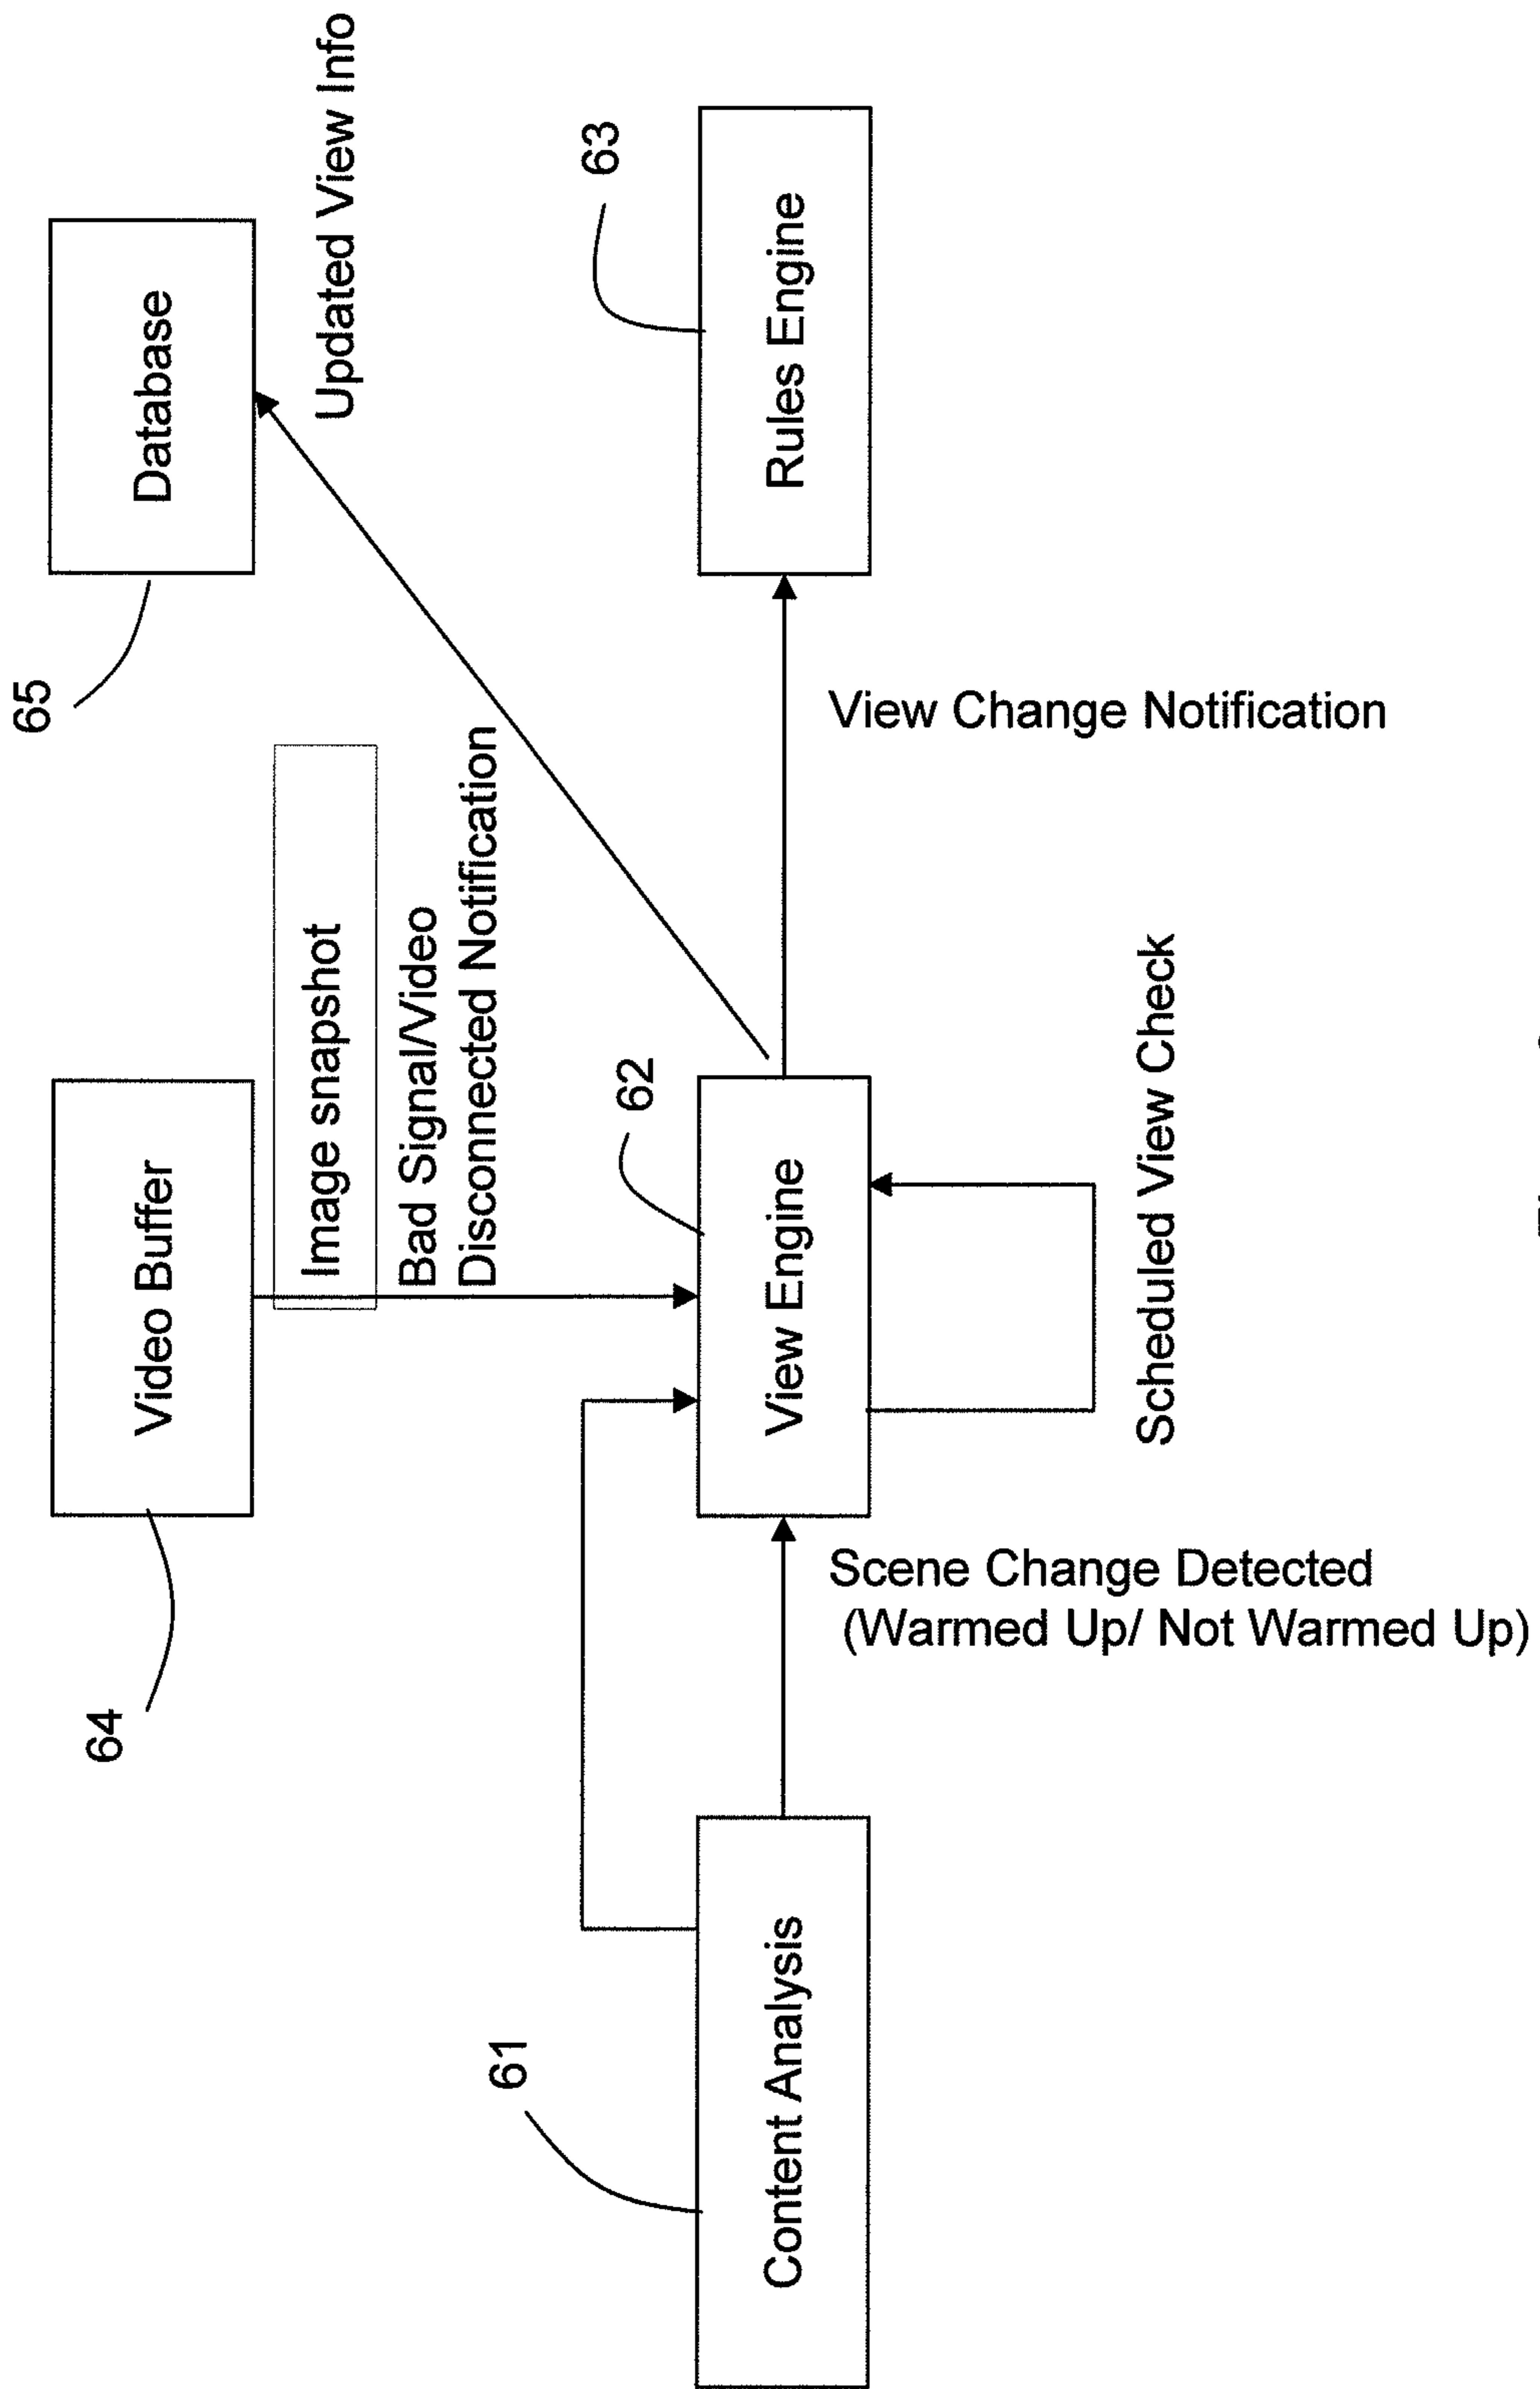 65
Database
Updated View Info
64
Video Buffer
Image snapshot
Bad Signal/Video
Disconnected Notification
63
Rules Engine
View Change Notification
62
View Engine
Scheduled View Check
61
Content Analysis
Scene Change Detected
(Warmed Up/ Not Warmed Up)